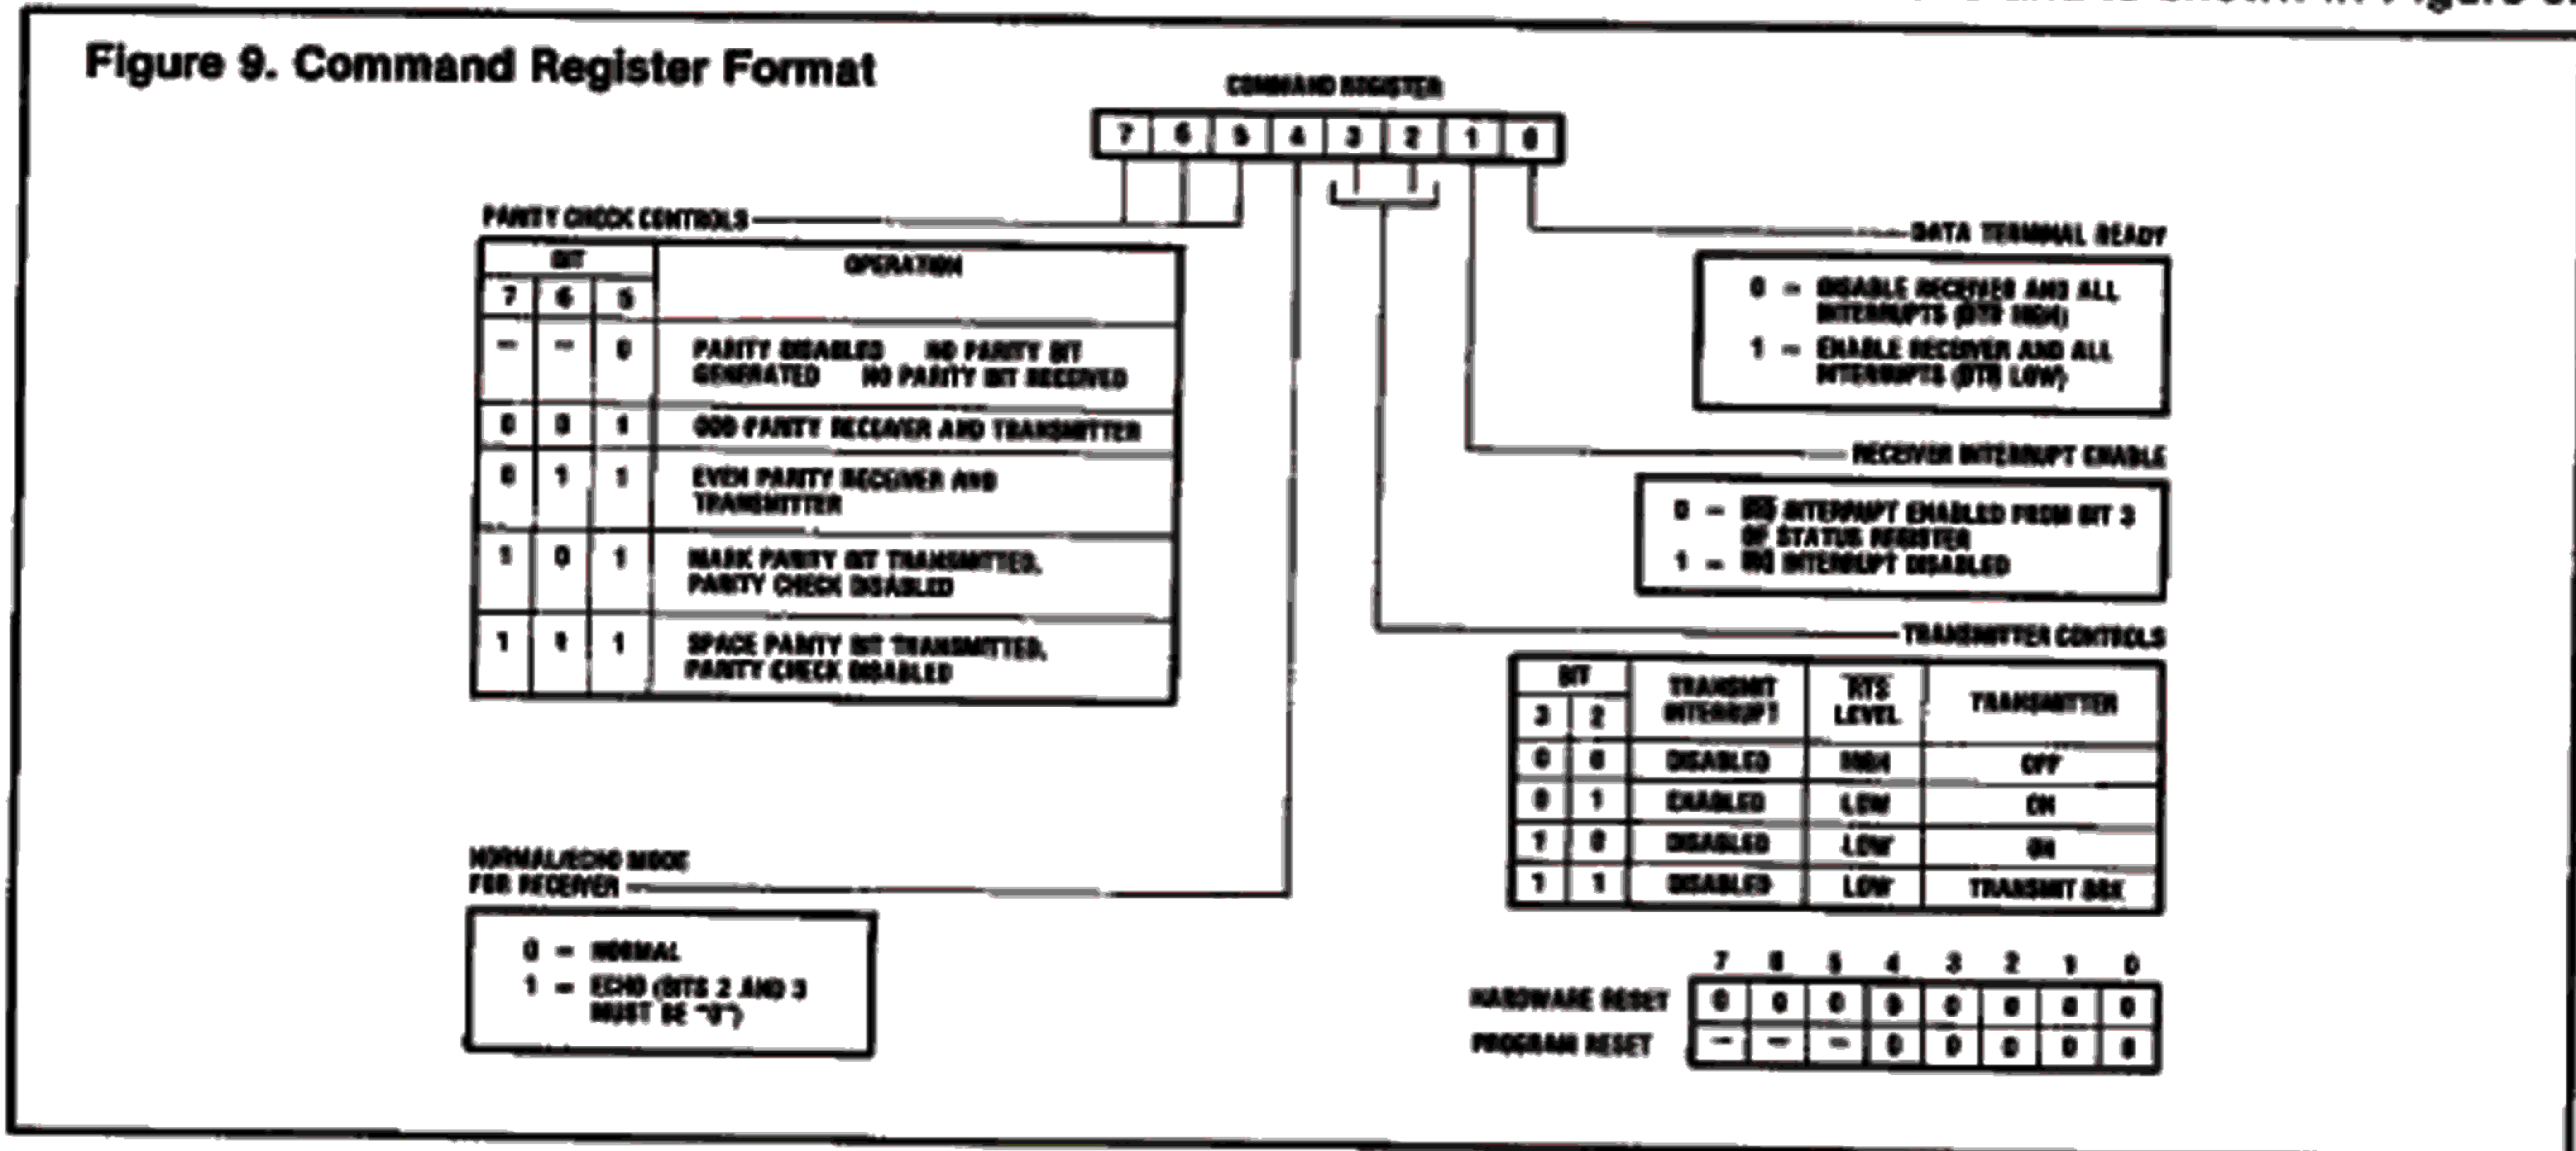 Figure 9. Command Register Format
COMMAND REGISTER
7 6 5 4 3 2 1 0
PARITY CHECK CONTROLS
BIT OPERATION
7 6 5
– – 0 PARITY DISABLED NO PARITY BIT
GENERATED NO PARITY BIT RECEIVED
0 0 1 ODD PARITY RECEIVER AND TRANSMITTER
0 1 1 EVEN PARITY RECEIVER AND
TRANSMITTER
1 0 1 MARK PARITY BIT TRANSMITTED,
PARITY CHECK DISABLED
1 1 1 SPACE PARITY BIT TRANSMITTED,
PARITY CHECK DISABLED
NORMAL/ECHO MODE
FOR RECEIVER
0 – NORMAL
1 – ECHO (BITS 2 AND 3
MUST BE "0")
DATA TERMINAL READY
0 – DISABLE RECEIVER AND ALL
INTERRUPTS (DTR HIGH)
1 – ENABLE RECEIVER AND ALL
INTERRUPTS (DTR LOW)
RECEIVER INTERRUPT ENABLE
0 – IRQ INTERRUPT ENABLED FROM BIT 3
OF STATUS REGISTER
1 – IRQ INTERRUPT DISABLED
TRANSMITTER CONTROLS
BIT TRANSMIT INTERRUPT RTS LEVEL TRANSMITTER
3 2
0 0 DISABLED HIGH OFF
0 1 ENABLED LOW ON
1 0 DISABLED LOW ON
1 1 DISABLED LOW TRANSMIT BRK
7 6 5 4 3 2 1 0
HARDWARE RESET 0 0 0 0 0 0 0 0
PROGRAM RESET – – – 0 0 0 0 0